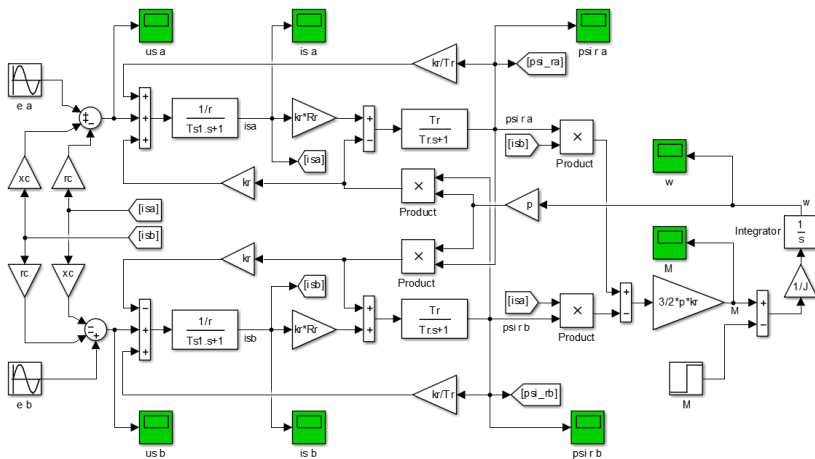 us a
is a
psi r a
e a
kr/Tr
[psi_ra]
1/r
Ts1.s+1
isa
kr*Rr
Tr
Tr.s+1
psi r a
[isb]
×
Product
[isa]
xc
rc
kr
×
Product
w
[isa]
[isb]
p
w
Integrator
1
s
rc
xc
kr
×
Product
M
1/J
[isb]
1/r
Ts1.s+1
isb
kr*Rr
Tr
Tr.s+1
[isa]
psi r b
×
Product
3/2*p*kr
M
e b
kr/Tr
[psi_rb]
M
us b
is b
psi r b